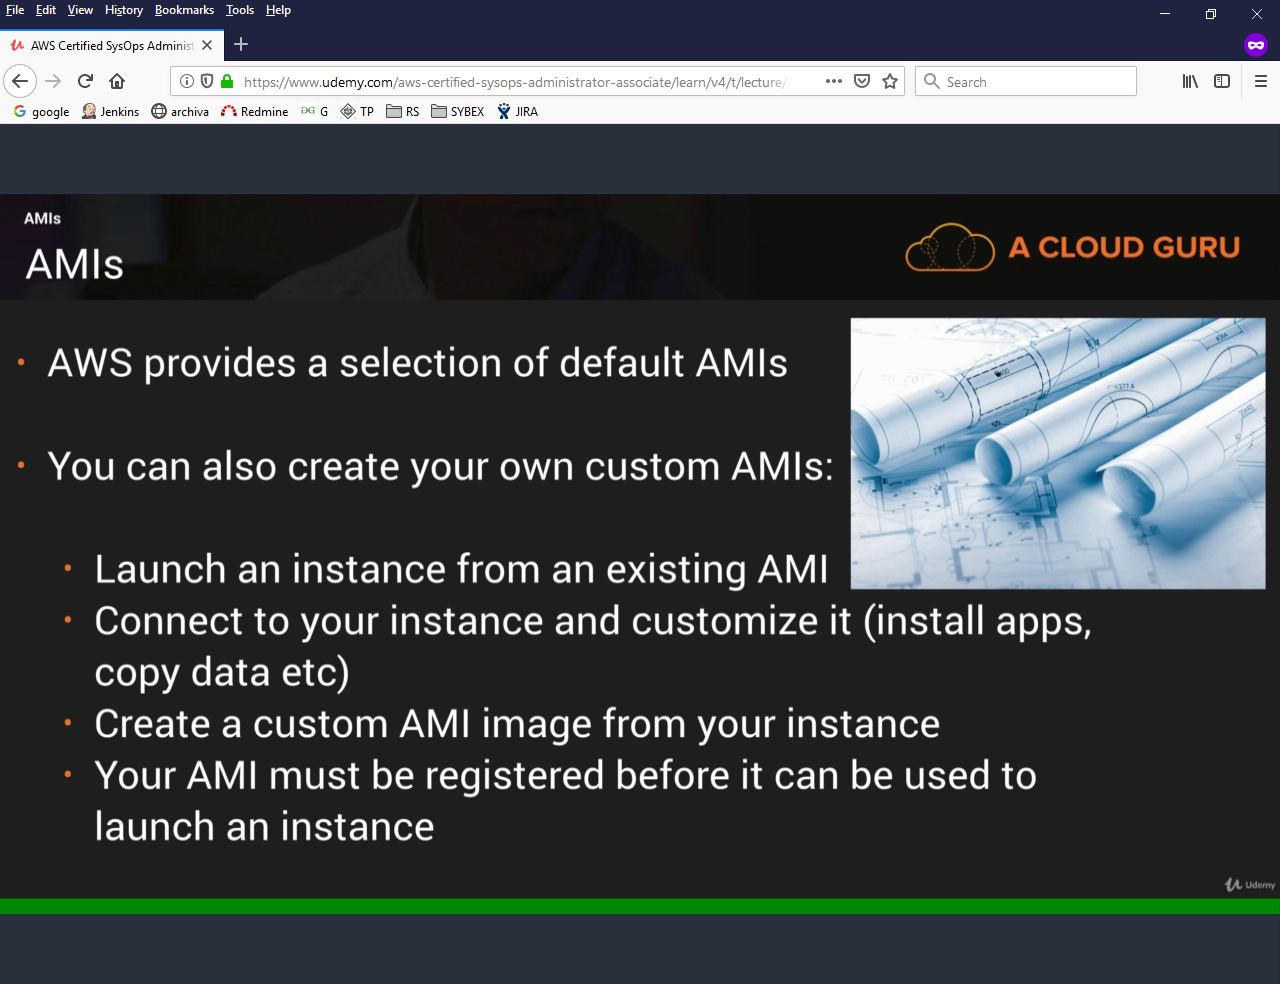 File Edit View History Bookmarks Tools Help
AWS Certified SysOps Administ
https://www.udemy.com/aws-certified-sysops-administrator-associate/learn/v4/t/lecture/
Search
google Jenkins archiva Redmine G TP RS SYBEX JIRA
AMIs
AMIs
A CLOUD GURU
• AWS provides a selection of default AMIs
• You can also create your own custom AMIs:
• Launch an instance from an existing AMI
• Connect to your instance and customize it (install apps,
copy data etc)
• Create a custom AMI image from your instance
• Your AMI must be registered before it can be used to
launch an instance
Udemy